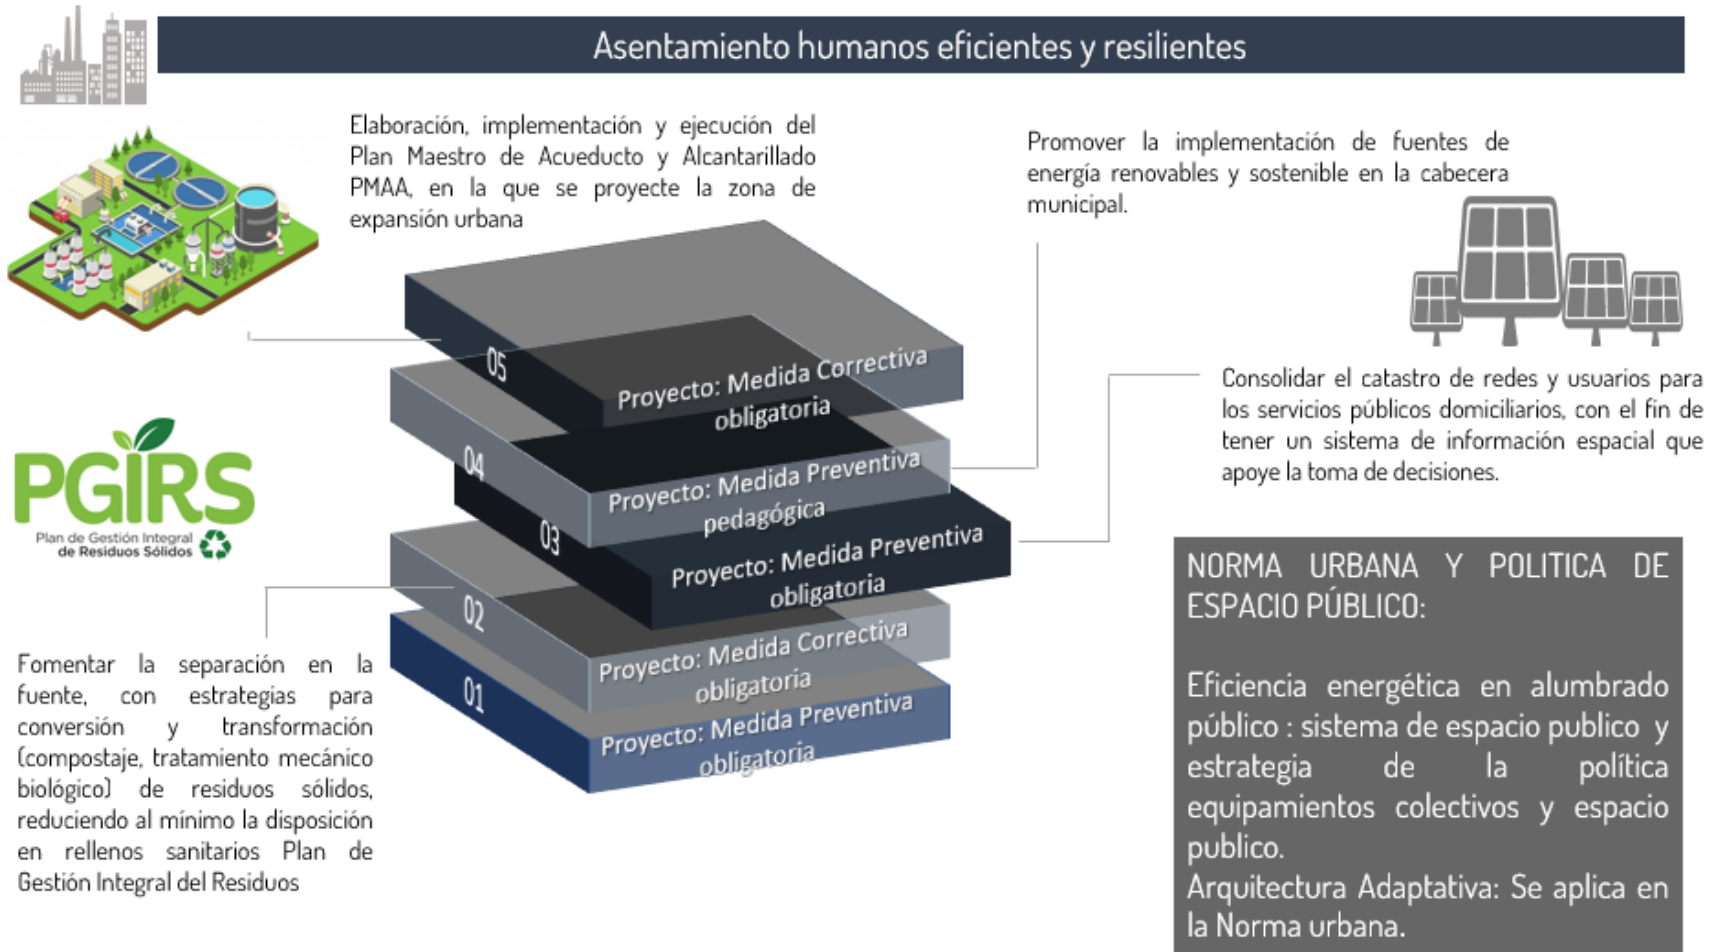 Asentamiento humanos eficientes y resilientes
Elaboración, implementación y ejecución del
Plan Maestro de Acueducto y Alcantarillado
PMAA, en la que se proyecte la zona de
expansión urbana
Promover la implementación de fuentes de
energía renovables y sostenible en la cabecera
municipal.
05
Proyecto: Medida Correctiva
obligatoria
04
Proyecto: Medida Preventiva
pedagógica
03
Proyecto: Medida Preventiva
obligatoria
02
Proyecto: Medida Correctiva
obligatoria
01
Proyecto: Medida Preventiva
obligatoria
Consolidar el catastro de redes y usuarios para
los servicios públicos domiciliarios, con el fin de
tener un sistema de información espacial que
apoye la toma de decisiones.
PGIRS
Plan de Gestión Integral
de Residuos Sólidos
Fomentar la separación en la
fuente, con estrategias para
conversión y transformación
(compostaje, tratamiento mecánico
biológico) de residuos sólidos,
reduciendo al mínimo la disposición
en rellenos sanitarios Plan de
Gestión Integral del Residuos
NORMA URBANA Y POLITICA DE
ESPACIO PÚBLICO:
Eficiencia energética en alumbrado
público : sistema de espacio publico y
estrategia de la política
equipamientos colectivos y espacio
publico.
Arquitectura Adaptativa: Se aplica en
la Norma urbana.